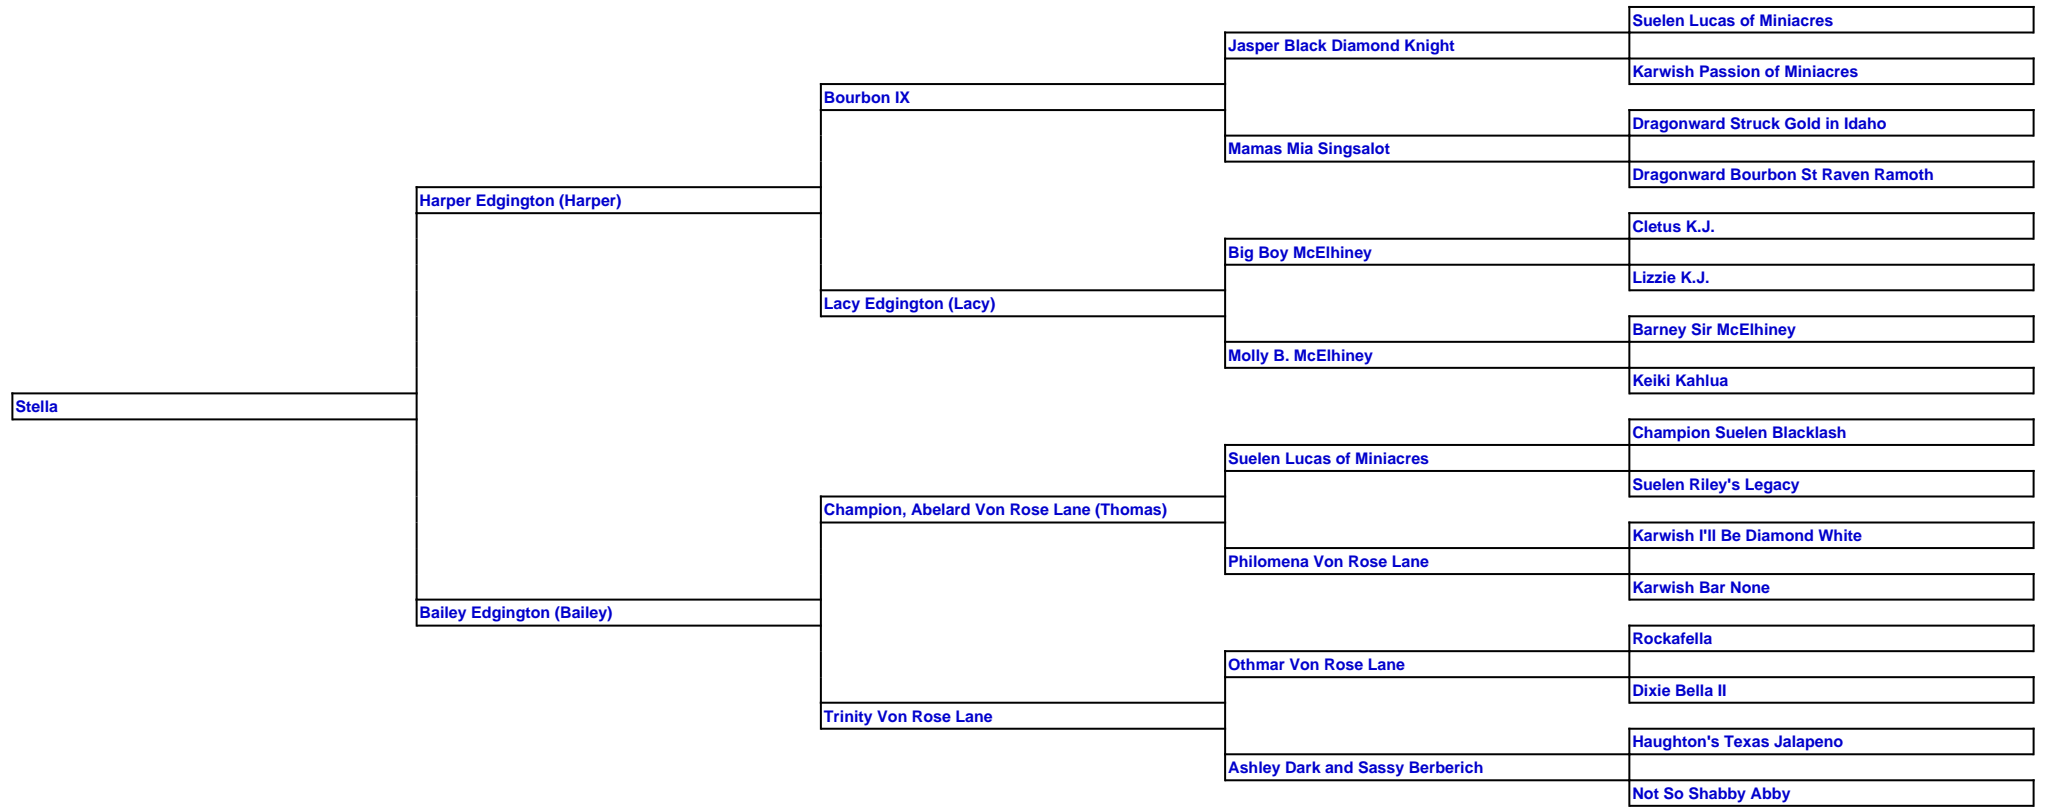 Suelen Lucas of Miniacres
Jasper Black Diamond Knight
Karwish Passion of Miniacres
Bourbon IX
Dragonward Struck Gold in Idaho
Mamas Mia Singsalot
Dragonward Bourbon St Raven Ramoth
Harper Edgington (Harper)
Cletus K.J.
Big Boy McElhiney
Lizzie K.J.
Lacy Edgington (Lacy)
Barney Sir McElhiney
Molly B. McElhiney
Keiki Kahlua
Stella
Champion Suelen Blacklash
Suelen Lucas of Miniacres
Suelen Riley's Legacy
Champion, Abelard Von Rose Lane (Thomas)
Karwish I'll Be Diamond White
Philomena Von Rose Lane
Karwish Bar None
Bailey Edgington (Bailey)
Rockafella
Othmar Von Rose Lane
Dixie Bella II
Trinity Von Rose Lane
Haughton's Texas Jalapeno
Ashley Dark and Sassy Berberich
Not So Shabby Abby